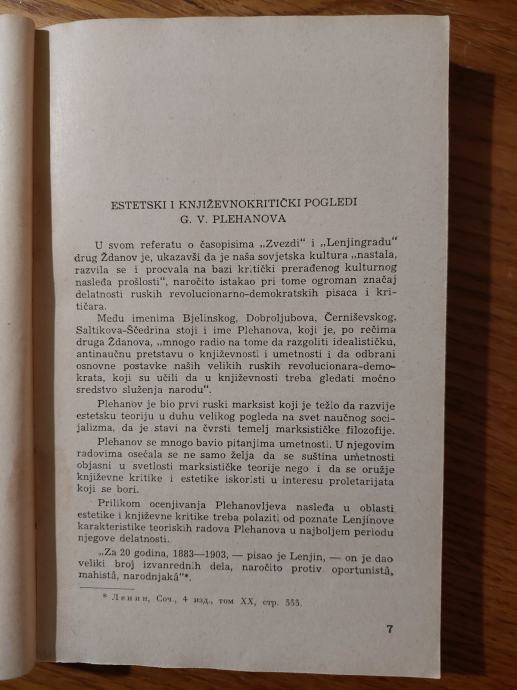 ESTETSKI I KNJIŽEVNOKRITIČKI POGLEDI
G. V. PLEHANOVA
U svom referatu o časopisima „Zvezdi" i „Lenjingradu"
drug Ždanov je, ukazavši da je naša sovjetska kultura „nastala,
razvila se i procvala na bazi kritički prerađenog kulturnog
nasleđa prošlosti", naročito istakao pri tome ogroman značaj
delatnosti ruskih revolucionarno-demokratskih pisaca i kri-
tičara.
Među imenima Bjelinskog, Dobroljubova, Černiševskog,
Saltikova-Ščedrina stoji i ime Plehanova, koji je, po rečima
druga Ždanova, „mnogo radio na tome da razgoliti idealističku,
antinaučnu pretstavu o književnosti i umetnosti i da odbrani
osnovne postavke naših velikih ruskih revolucionara-demo-
krata, koji su učili da u književnosti treba gledati moćno
sredstvo služenja narodu".
Plehanov je bio prvi ruski marksist koji je težio da razvije
estetsku teoriju u duhu velikog pogleda na svet naučnog soci-
jalizma, da je stavi na čvrsti temelj marksističke filozofije.
Plehanov se mnogo bavio pitanjima umetnosti. U njegovim
radovima osećala se ne samo želja da se suština umetnosti
objasni u svetlosti marksističke teorije nego i da se oružje
književne kritike i estetike iskoristi u interesu proletarijata
koji se bori.
Prilikom ocenjivanja Plehanovljeva nasleđa u oblasti
estetike i književne kritike treba polaziti od poznate Lenjinove
karakteristike teoriskih radova Plehanova u najboljem periodu
njegove delatnosti.
„Za 20 godina, 1883—1903, — pisao je Lenjin, — on je dao
veliki broj izvanrednih dela, naročito protiv oportunistâ,
mahistâ, narodnjakâ"*.
* Ленин, Соч., 4 изд., том XX, стр. 333.
7